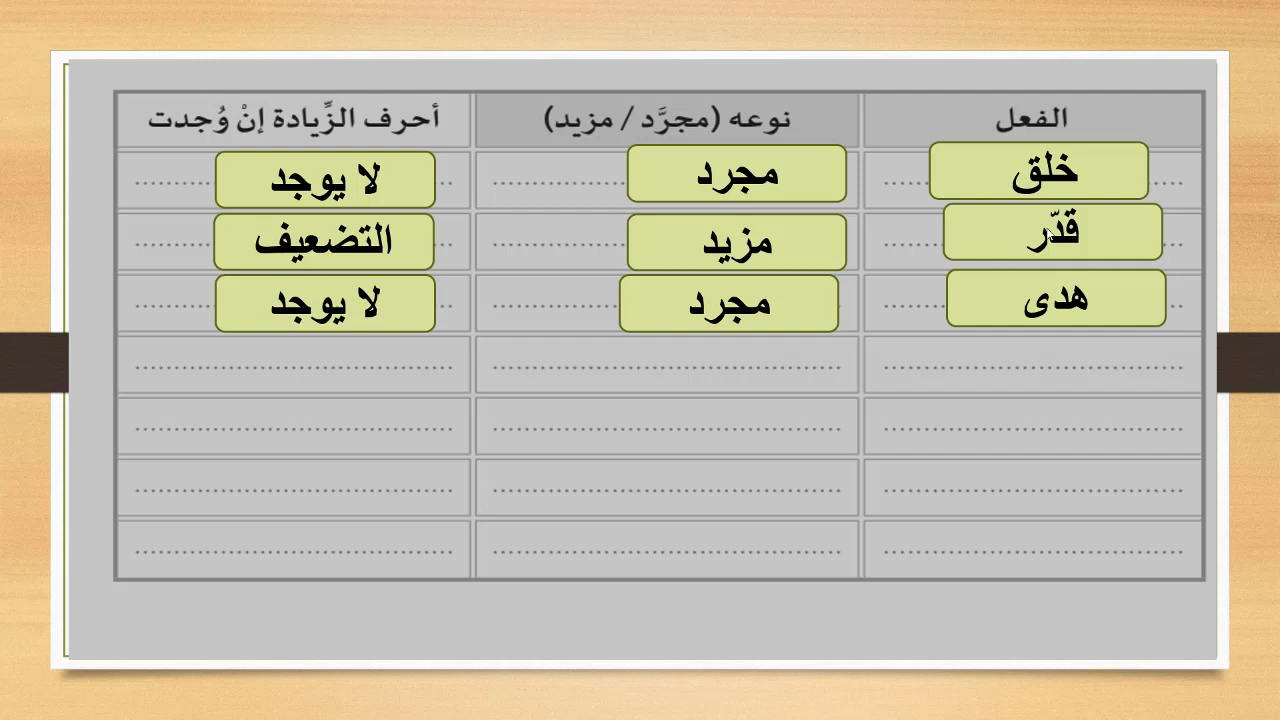 الفعل نوعه (مجرَّد / مزيد) أحرف الزِّيادة إنْ وُجدت
خلق مجرد لا يوجد
قدّر مزيد التضعيف
هدى مجرد لا يوجد